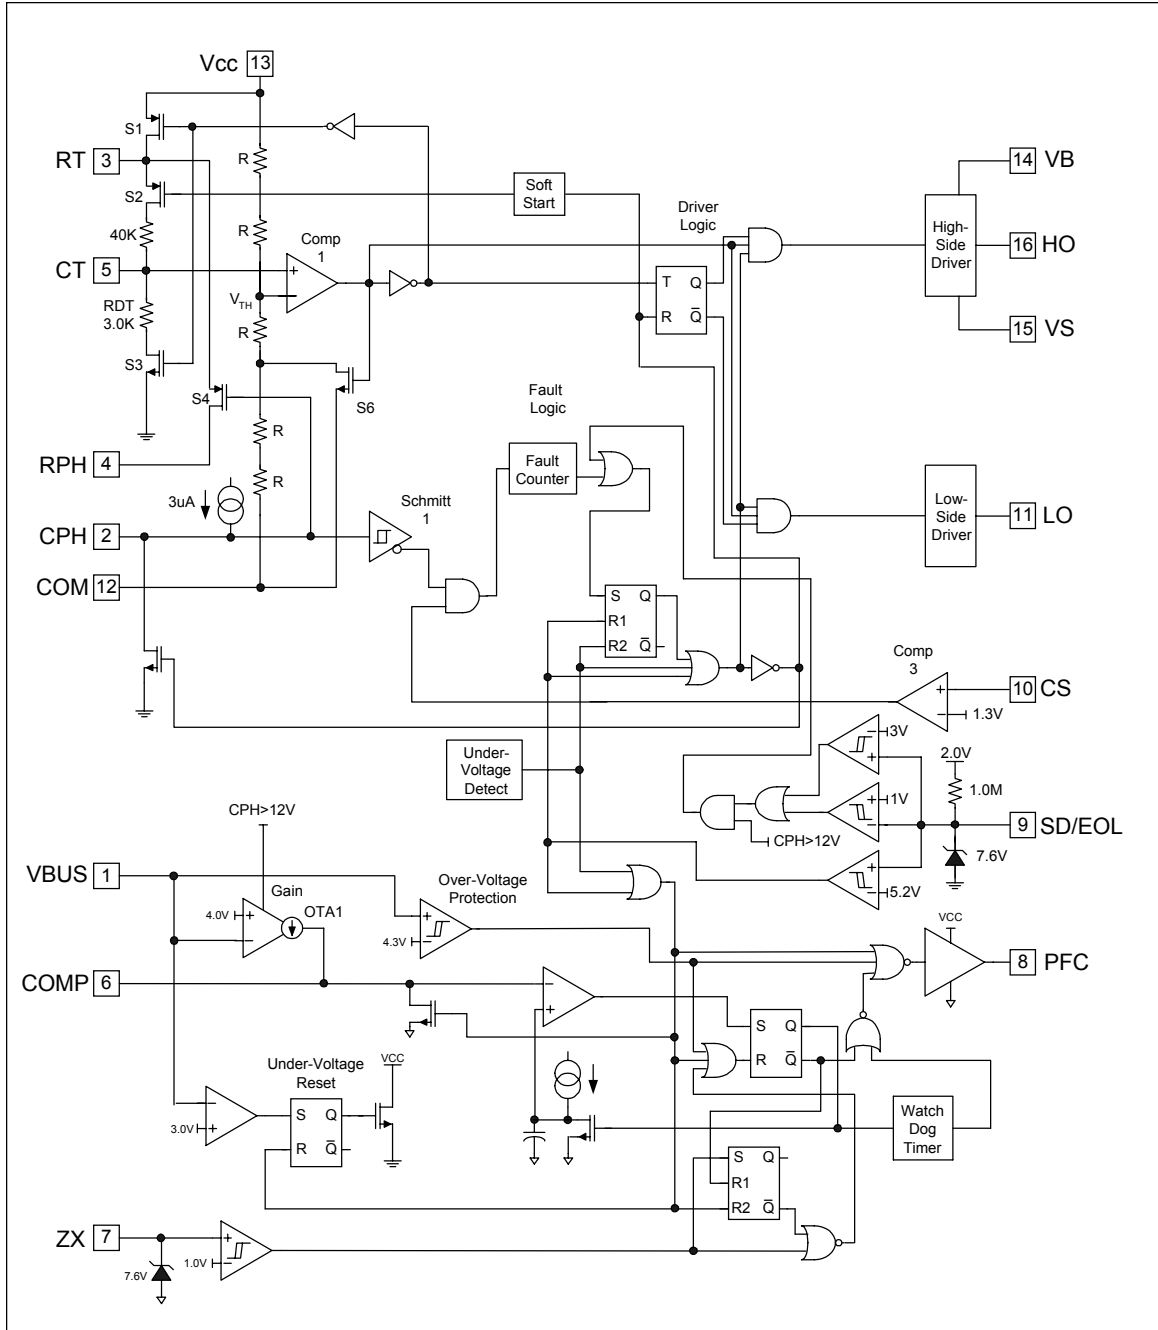 Vcc 13
S1
R
RT 3
14 VB
S2
Soft
Start
Driver
Logic
High-
Side
Driver
40K
R
Comp
1
16 HO
CT 5
+
T Q
VTH
−
RDT
3.0K
R
R Q̅
15 VS
S3
S4
S6
Fault
Logic
R
RPH 4
Fault
Counter
R
3uA
Schmitt
1
Low-
Side
Driver
11 LO
CPH 2
COM 12
S Q
R1
R2 Q̅
Comp
3
+
10 CS
−
1.3V
Under-
Voltage
Detect
−
3V
+
2.0V
1.0M
+
1V
−
9 SD/EOL
CPH>12V
CPH>12V
7.6V
VBUS 1
Gain
Over-Voltage
Protection
+
−
5.2V
4.0V
+
OTA1
−
+
4.3V
−
VCC
8 PFC
COMP 6
−
+
S Q
R Q̅
Under-Voltage
Reset
VCC
−
3.0V
+
S Q
R Q̅
Watch
Dog
Timer
S Q
R1
R2 Q̅
ZX 7
+
1.0V
−
7.6V